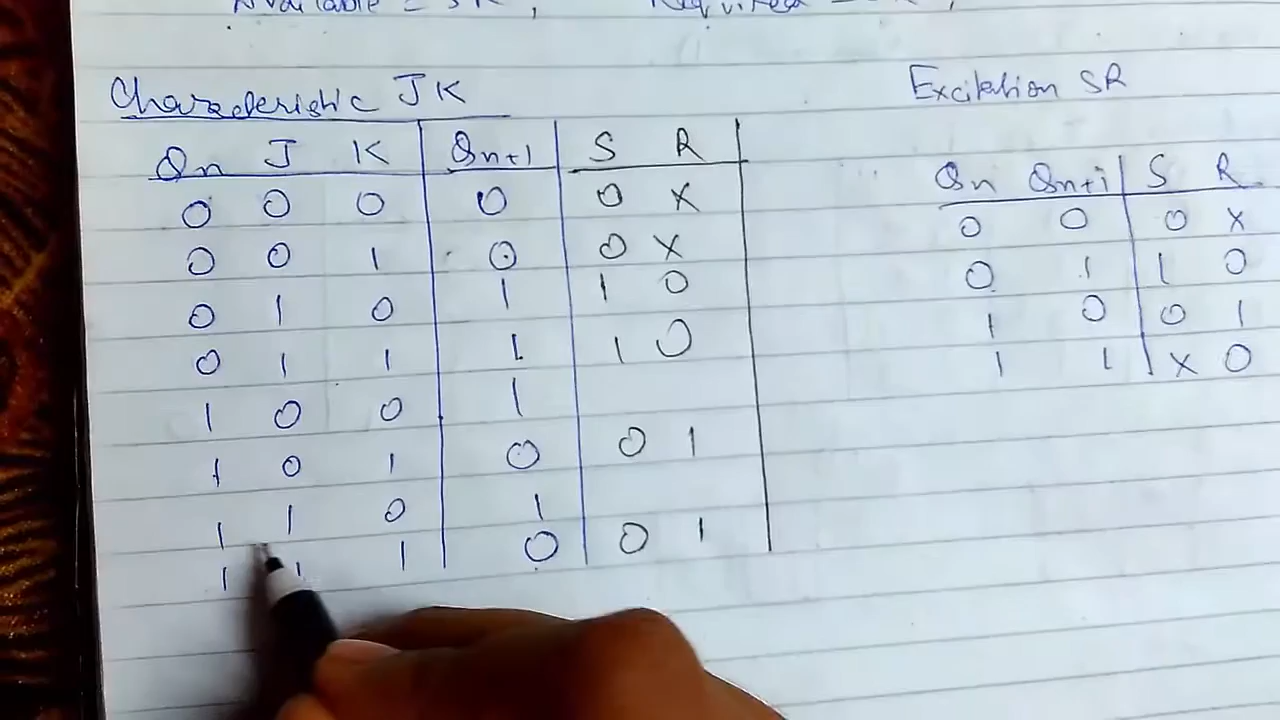 Available = SR,
Characteristic JK
Qn J K Qn+1 S R
0 0 0 0 0 X
0 0 1 0 0 X
0 1 0 1 1 0
0 1 1 1 1 0
1 0 0 1
1 0 1 0 0 1
1 1 0 1
1 1 1 0 0 1
Excitation SR
Qn Qn+1 S R
0 0 0 X
0 1 1 0
1 0 0 1
1 1 X 0